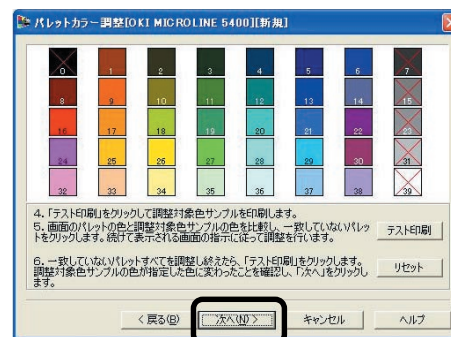 パレットカラー調整[OKI MICROLINE 5400][新規]
0 1 2 3 4 5 6 7
8 9 10 11 12 13 14 15
16 17 18 19 20 21 22 23
24 25 26 27 28 29 30 31
32 33 34 35 36 37 38 39
4. 「テスト印刷」をクリックして調整対象色サンプルを印刷します。
5. 画面のパレットの色と調整対象色サンプルの色を比較し、一致していないパレッ
トをクリックします。続けて表示される画面の指示に従って調整を行います。
テスト印刷
6. 一致していないパレットすべてを調整し終えたら、「テスト印刷」をクリックします。
調整対象色サンプルの色が指定した色に変わったことを確認し、「次へ」をクリックし
ます。
リセット
< 戻る(B) 次へ(N) > キャンセル ヘルプ